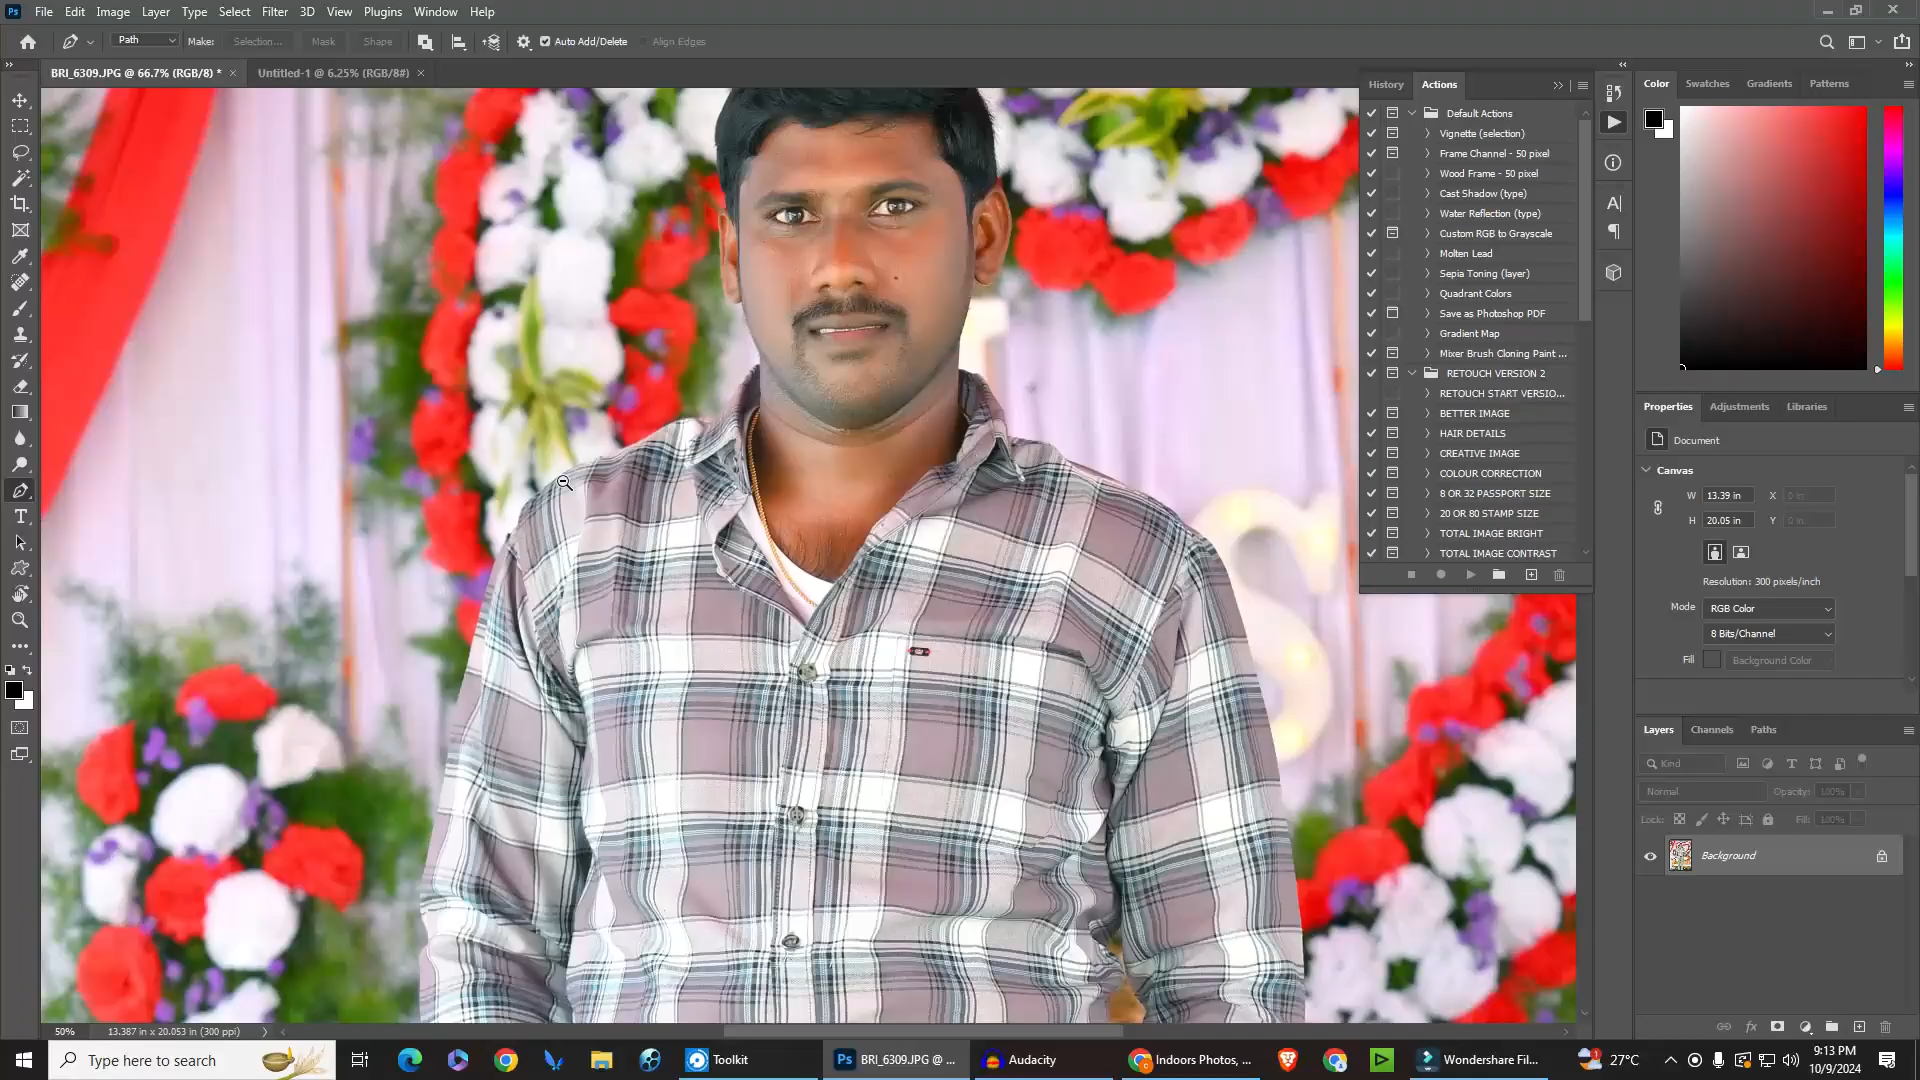 Ps File Edit Image Layer Type Select Filter 3D View Plugins Window Help
Path Make: Selection... Mask Shape Auto Add/Delete Align Edges
BRI_6309.JPG @ 66.7% (RGB/8) * × Untitled-1 @ 6.25% (RGB/8#) ×
History Actions
Default Actions
Vignette (selection)
Frame Channel - 50 pixel
Wood Frame - 50 pixel
Cast Shadow (type)
Water Reflection (type)
Custom RGB to Grayscale
Molten Lead
Sepia Toning (layer)
Quadrant Colors
Save as Photoshop PDF
Gradient Map
Mixer Brush Cloning Paint ...
RETOUCH VERSION 2
RETOUCH START VERSIO...
BETTER IMAGE
HAIR DETAILS
CREATIVE IMAGE
COLOUR CORRECTION
8 OR 32 PASSPORT SIZE
20 OR 80 STAMP SIZE
TOTAL IMAGE BRIGHT
TOTAL IMAGE CONTRAST
Color Swatches Gradients Patterns
Properties Adjustments Libraries
Document
Canvas
W 13.39 in X 0 in
H 20.05 in Y 0 in
Resolution: 300 pixels/inch
Mode RGB Color
8 Bits/Channel
Fill Background Color
Layers Channels Paths
Kind
Normal Opacity: 100%
Lock: Fill: 100%
Background
S
50% 13.387 in x 20.053 in (300 ppi)
Type here to search
Toolkit
Ps BRI_6309.JPG @ ...
Audacity
Indoors Photos, ...
Wondershare Fil...
27°C
9:13 PM
10/9/2024